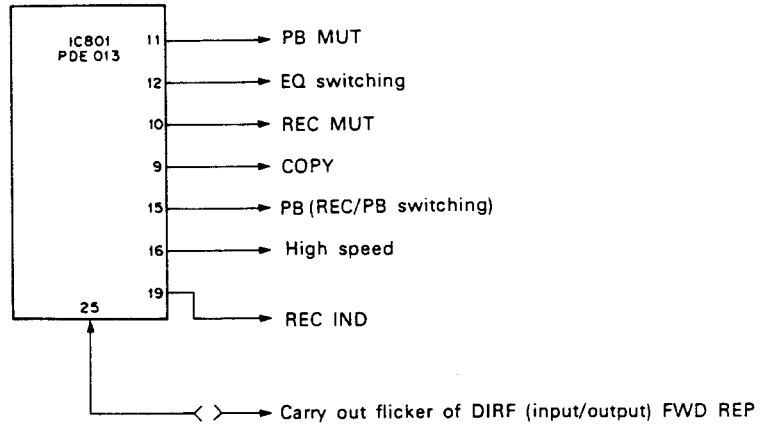 IC801
PDE 013
11 PB MUT
12 EQ switching
10 REC MUT
9 COPY
15 PB (REC/PB switching)
16 High speed
19 REC IND
25
Carry out flicker of DIRF (input/output) FWD REP